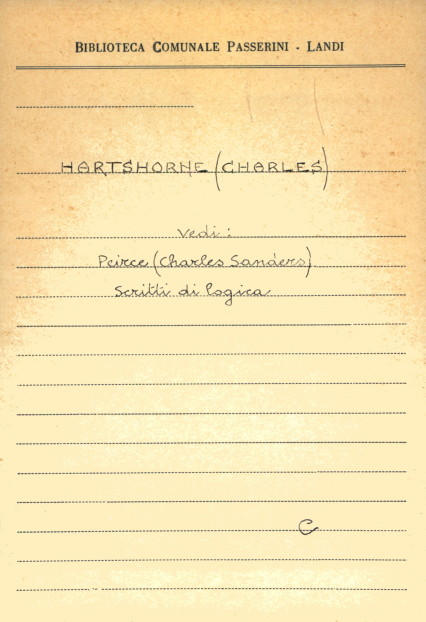 BIBLIOTECA COMUNALE PASSERINI - LANDI
HARTSHORNE (CHARLES)
Vedi:
Peirce (Charles Sanders)
Scritti di logica
C